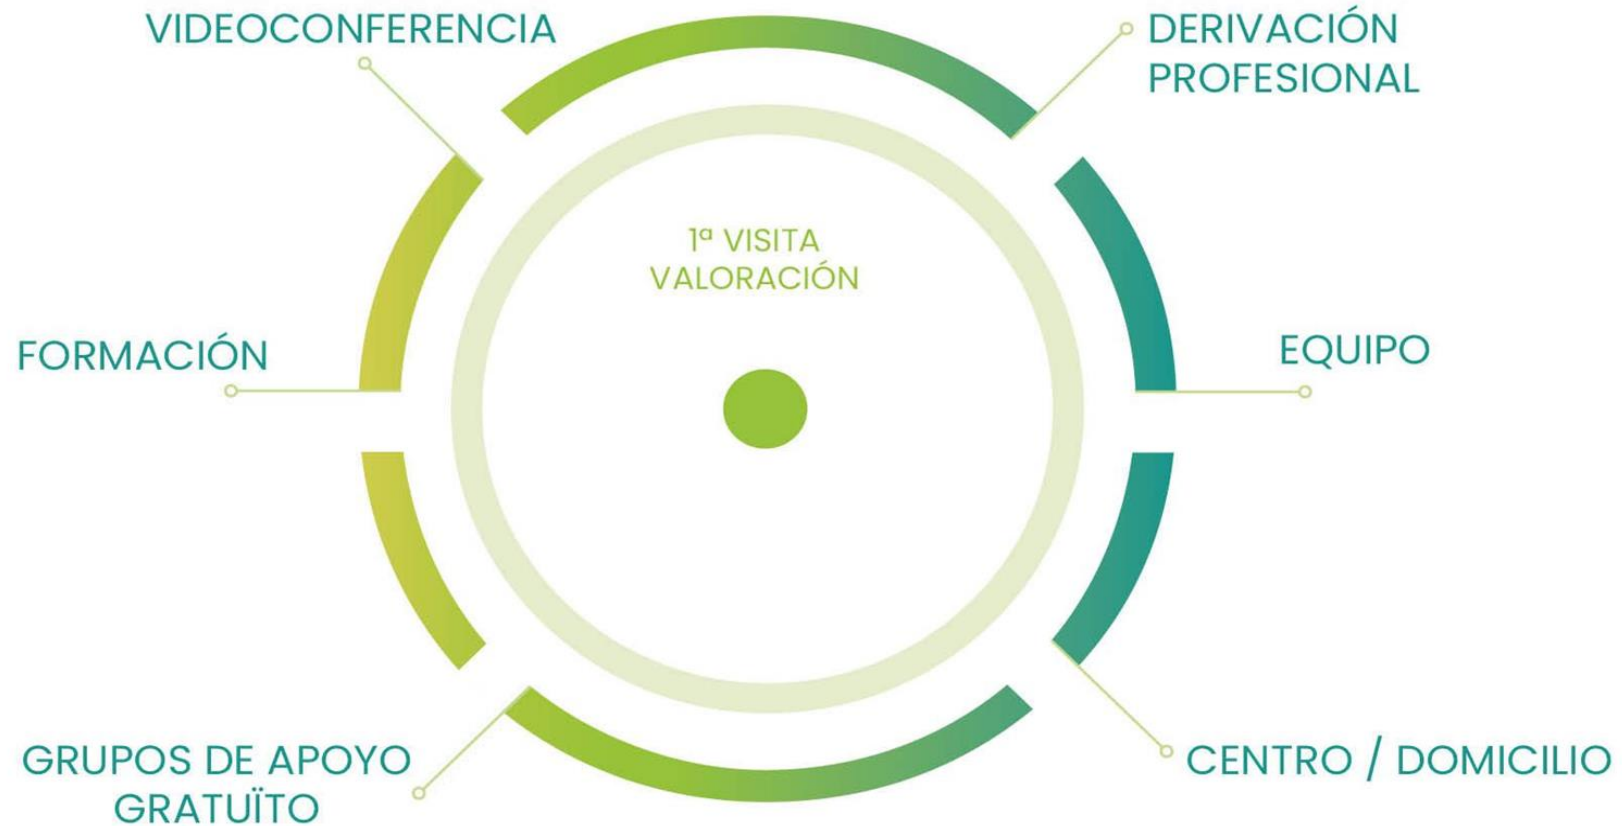 VIDEOCONFERENCIA
DERIVACIÓN
PROFESIONAL
1ª VISITA
VALORACIÓN
FORMACIÓN
EQUIPO
GRUPOS DE APOYO
GRATUÏTO
CENTRO / DOMICILIO